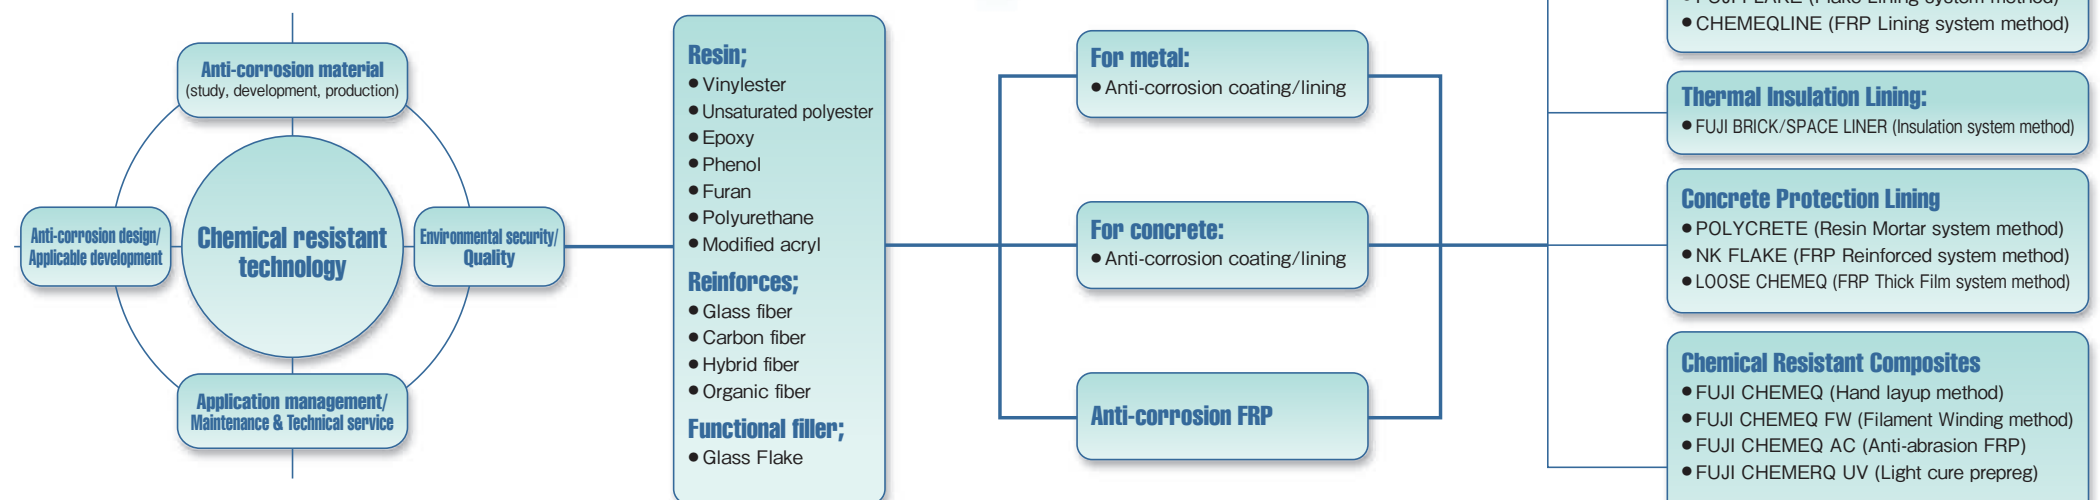 Anti-corrosion material
(study, development, production)
Anti-corrosion design/
Applicable development
Chemical resistant
technology
Environmental security/
Quality
Application management/
Maintenance & Technical service
Resin;
● Vinylester
● Unsaturated polyester
● Epoxy
● Phenol
● Furan
● Polyurethane
● Modified acryl
Reinforces;
● Glass fiber
● Carbon fiber
● Hybrid fiber
● Organic fiber
Functional filler;
● Glass Flake
For metal:
● Anti-corrosion coating/lining
For concrete:
● Anti-corrosion coating/lining
Anti-corrosion FRP
● FUJI FLAKE (Flake Lining system method)
● CHEMEQLINE (FRP Lining system method)
Thermal Insulation Lining:
● FUJI BRICK/SPACE LINER (Insulation system method)
Concrete Protection Lining
● POLYCRETE (Resin Mortar system method)
● NK FLAKE (FRP Reinforced system method)
● LOOSE CHEMEQ (FRP Thick Film system method)
Chemical Resistant Composites
● FUJI CHEMEQ (Hand layup method)
● FUJI CHEMEQ FW (Filament Winding method)
● FUJI CHEMEQ AC (Anti-abrasion FRP)
● FUJI CHEMERQ UV (Light cure prepreg)